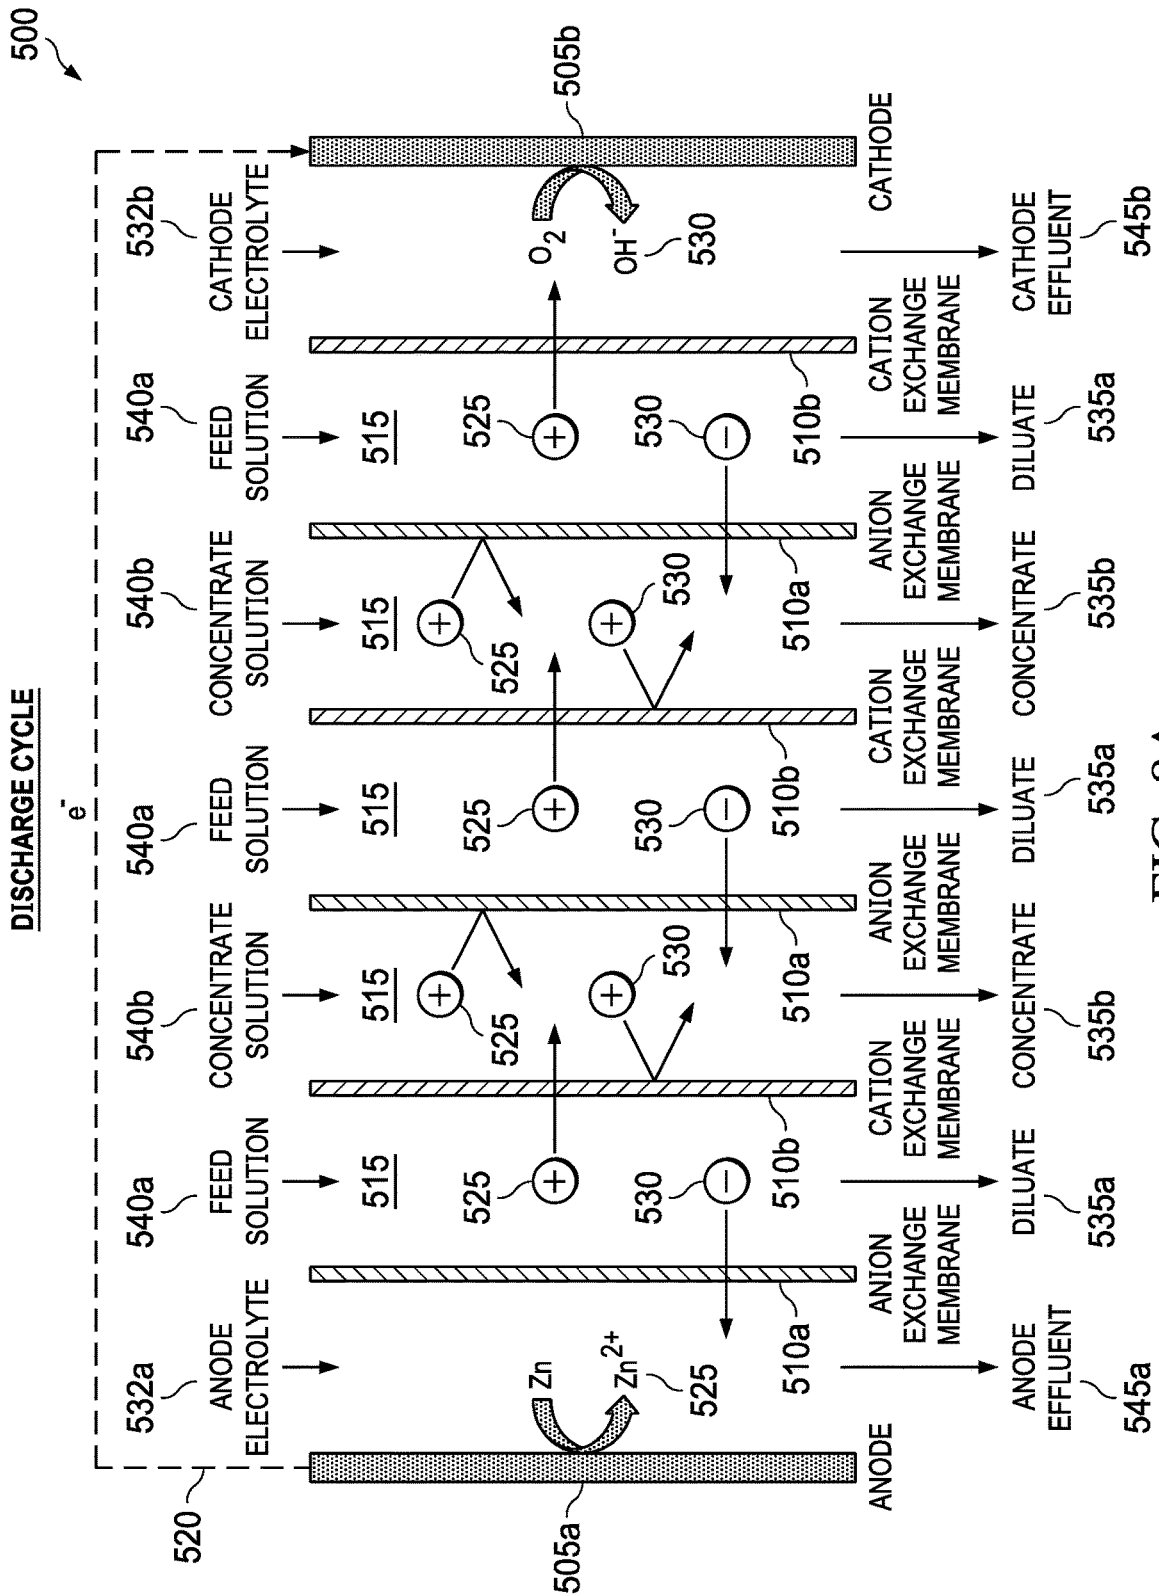 DISCHARGE CYCLE
500
e-
520
532a
540a
540b
540a
540b
540a
532b
ANODE
ELECTROLYTE
FEED
SOLUTION
CONCENTRATE
SOLUTION
FEED
SOLUTION
CONCENTRATE
SOLUTION
FEED
SOLUTION
CATHODE
ELECTROLYTE
515
515
515
515
515
+
+
525
525
525
525
525
505a
505b
Zn
+
+
+
O2
Zn2+
+
+
OH-
525
530
530
530
530
530
530
-
-
-
510a
510b
510a
510b
510a
510b
ANODE
ANION
EXCHANGE
MEMBRANE
CATION
EXCHANGE
MEMBRANE
ANION
EXCHANGE
MEMBRANE
CATION
EXCHANGE
MEMBRANE
ANION
EXCHANGE
MEMBRANE
CATION
EXCHANGE
MEMBRANE
CATHODE
ANODE
EFFLUENT
DILUATE
CONCENTRATE
DILUATE
CONCENTRATE
DILUATE
CATHODE
EFFLUENT
545a
535a
535b
535a
535b
535a
545b
FIG.